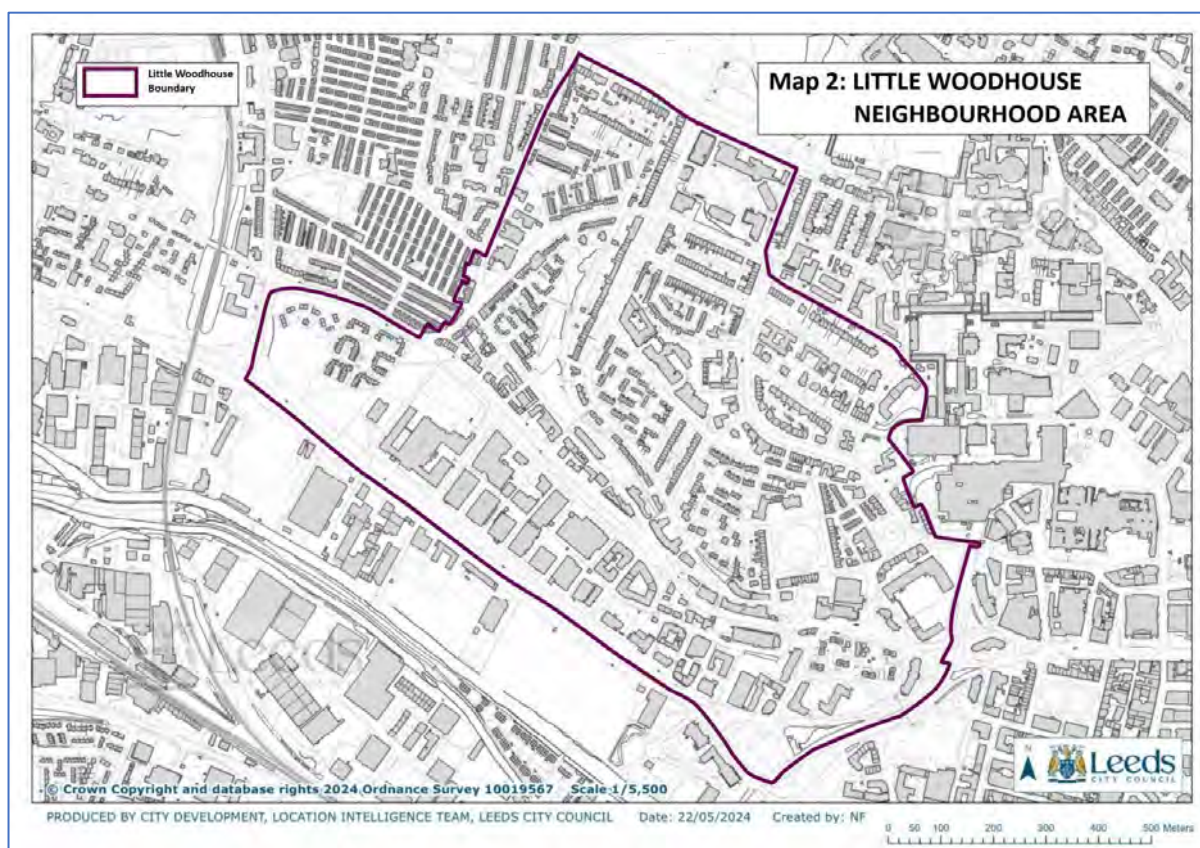 Little Woodhouse
Boundary
Map 2: LITTLE WOODHOUSE
NEIGHBOURHOOD AREA
Leeds
Leeds
N
Leeds
CITY COUNCIL
© Crown Copyright and database rights 2024 Ordnance Survey 10019567 Scale 1/5,500
PRODUCED BY CITY DEVELOPMENT, LOCATION INTELLIGENCE TEAM, LEEDS CITY COUNCIL Date: 22/05/2024 Created by: NF
0 50 100 200 300 400 500 Meters